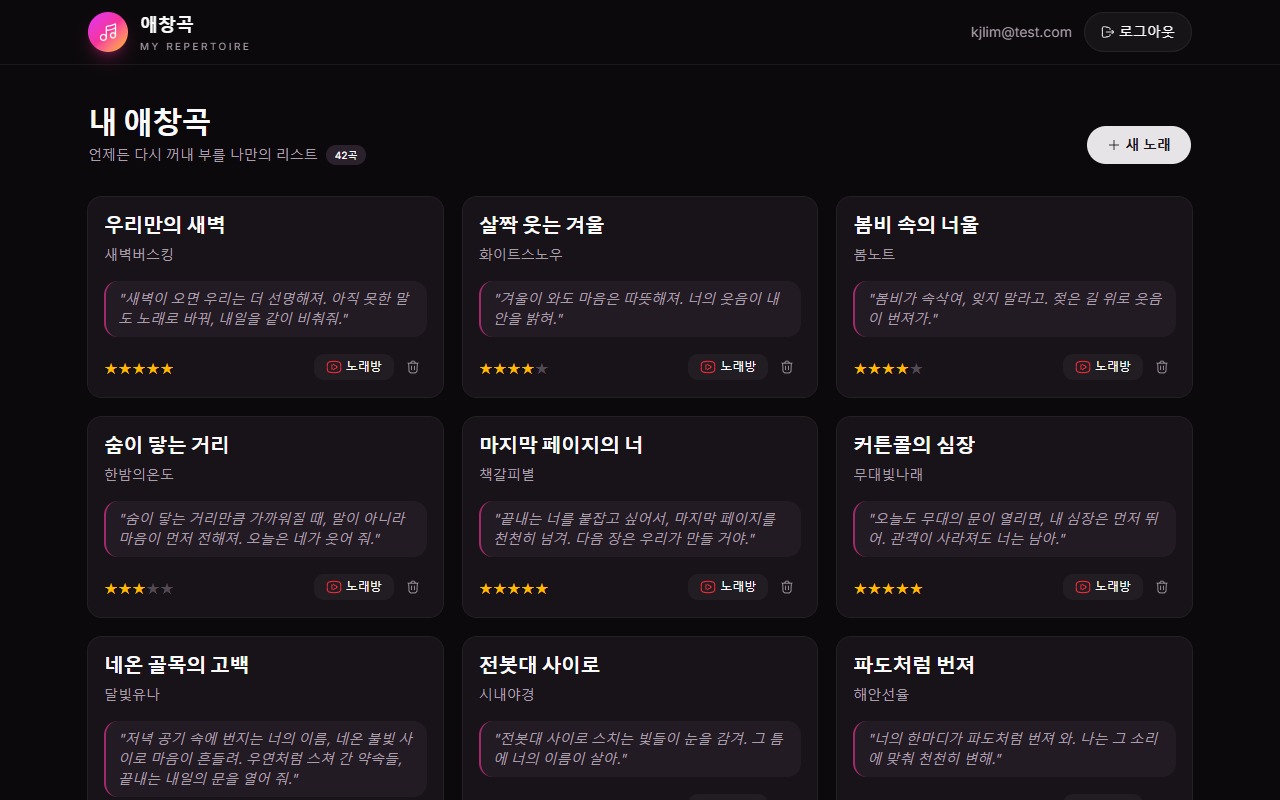 애창곡
MY REPERTOIRE
kjlim@test.com
로그아웃
내 애창곡
언제든 다시 꺼내 부를 나만의 리스트 42곡
+ 새 노래
우리만의 새벽
새벽버스킹
"새벽이 오면 우리는 더 선명해져. 아직 못한 말
도 노래로 바꿔, 내일을 같이 비춰줘."
★★★★★
노래방
살짝 웃는 겨울
화이트스노우
"겨울이 와도 마음은 따뜻해져. 너의 웃음이 내
안을 밝혀."
★★★★★
노래방
봄비 속의 너울
봄노트
"봄비가 속삭여, 잊지 말라고. 젖은 길 위로 웃음
이 번져가."
★★★★★
노래방
숨이 닿는 거리
한밤의온도
"숨이 닿는 거리만큼 가까워질 때, 말이 아니라
마음이 먼저 전해져. 오늘은 네가 웃어 줘."
★★★★★
노래방
마지막 페이지의 너
책갈피별
"끝내는 너를 붙잡고 싶어서, 마지막 페이지를
천천히 넘겨. 다음 장은 우리가 만들 거야."
★★★★★
노래방
커튼콜의 심장
무대빛나래
"오늘도 무대의 문이 열리면, 내 심장은 먼저 뛰
어. 관객이 사라져도 너는 남아."
★★★★★
노래방
네온 골목의 고백
달빛유나
"저녁 공기 속에 번지는 너의 이름, 네온 불빛 사
이로 마음이 흔들려. 우연처럼 스쳐 간 약속들,
끝내는 내일의 문을 열어 줘."
전봇대 사이로
시내야경
"전봇대 사이로 스치는 빛들이 눈을 감겨. 그 틈
에 너의 이름이 살아."
파도처럼 번져
해안선율
"너의 한마디가 파도처럼 번져 와. 나는 그 소리
에 맞춰 천천히 변해."